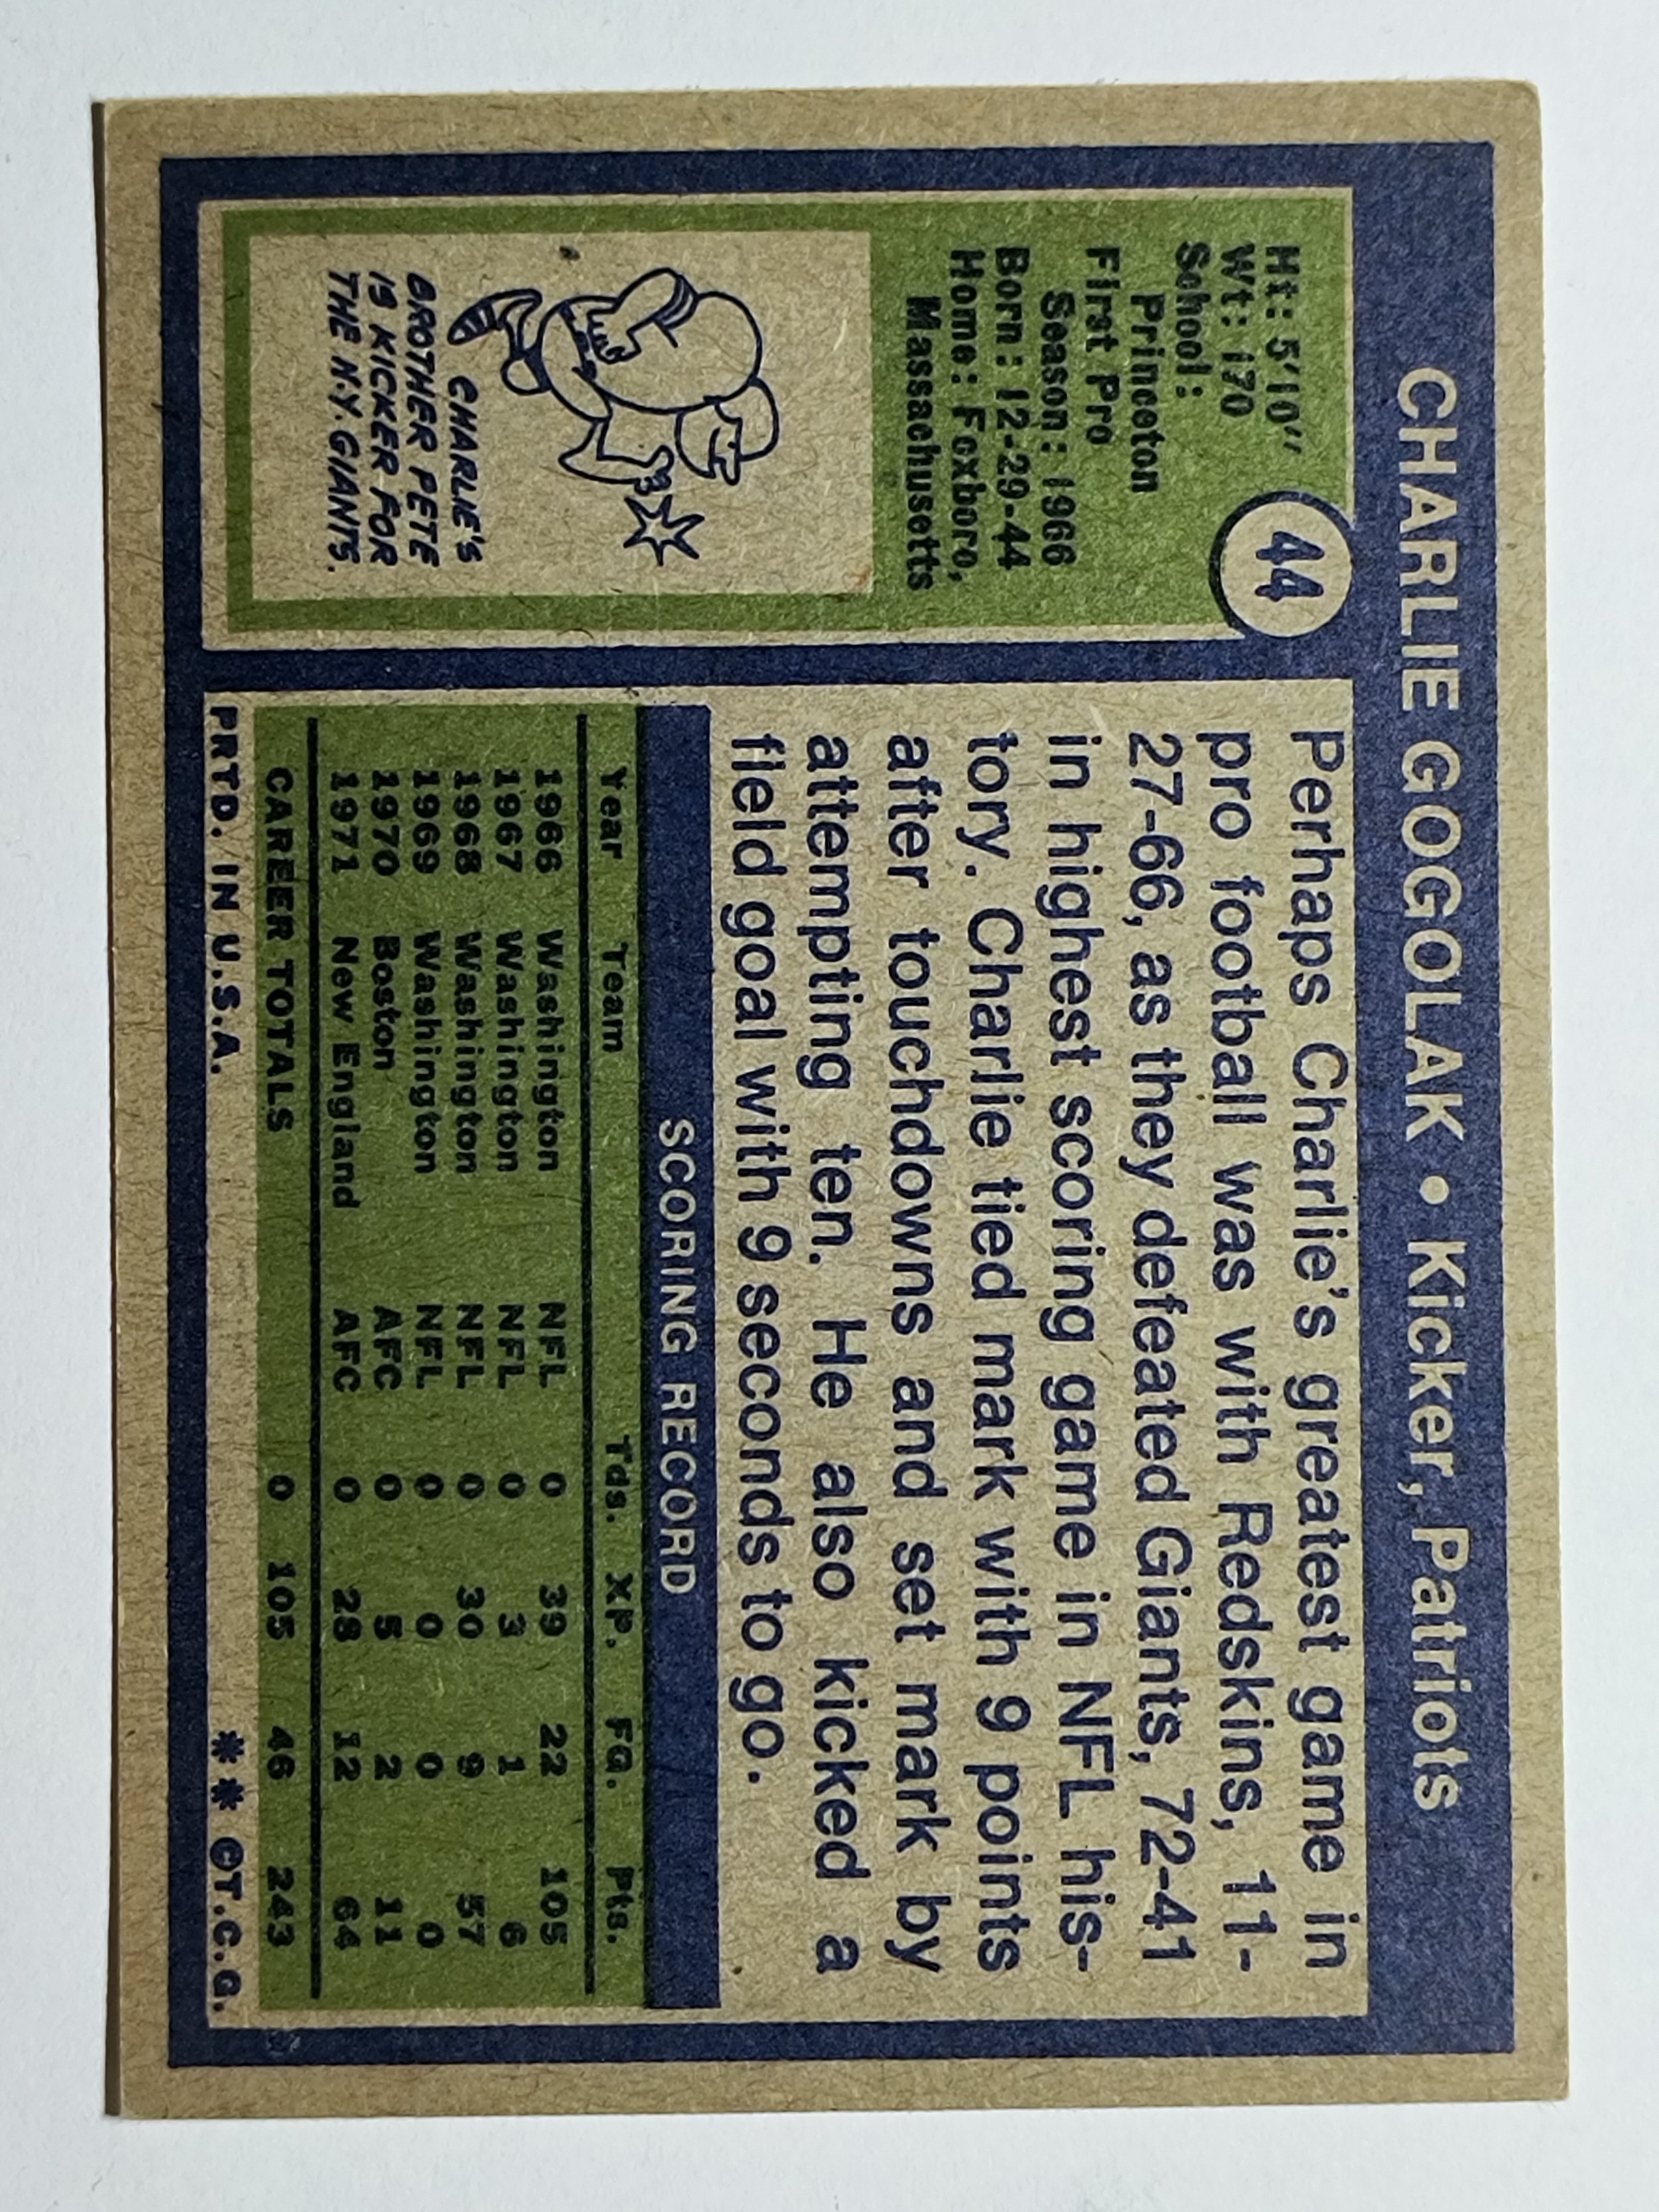 CHARLIE GOGOLAK • Kicker, Patriots
44
Ht: 5'10"
Wt: 170
School:
Princeton
First Pro
Season: 1966
Born: 12-29-44
Home: Foxboro,
Massachusetts
CHARLIE'S
BROTHER PETE
IS KICKER FOR
THE N.Y. GIANTS.
Perhaps Charlie's greatest game in
pro football was with Redskins, 11-
27-66, as they defeated Giants, 72-41
in highest scoring game in NFL his-
tory. Charlie tied mark with 9 points
after touchdowns and set mark by
attempting ten. He also kicked a
field goal with 9 seconds to go.
SCORING RECORD
Year Team Tds. XP. FG. Pts.
1966 Washington NFL 0 39 22 105
1967 Washington NFL 0 3 1 6
1968 Washington NFL 0 30 9 57
1969 Washington NFL 0 0 0 0
1970 Boston AFC 0 5 2 11
1971 New England AFC 0 28 12 64
CAREER TOTALS 0 105 46 243
PRTD. IN U.S.A. ** ©T.C.G.